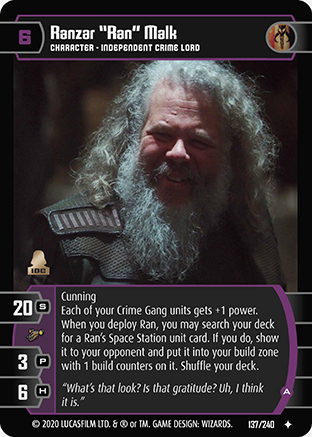 6
Ranzar "Ran" Malk
CHARACTER - INDEPENDENT CRIME LORD
IDC
20 S
3 P
6 H
Cunning
Each of your Crime Gang units gets +1 power.
When you deploy Ran, you may search your deck
for a Ran's Space Station unit card. If you do, show
it to your opponent and put it into your build zone
with 1 build counters on it. Shuffle your deck.
"What's that look? Is that gratitude? Uh, I think
it is."
A
© 2020 LUCASFILM LTD. & ® OR TM. GAME DESIGN: WIZARDS. 137/240